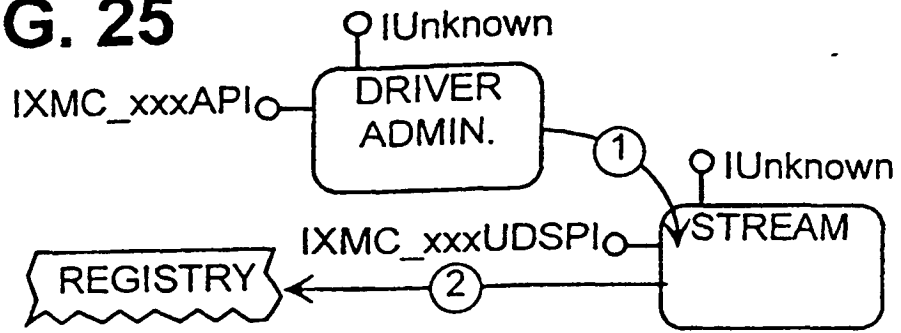 G. 25
IUnknown
IXMC_xxxAPI
DRIVER
ADMIN.
1
IUnknown
IXMC_xxxUDSPI
STREAM
REGISTRY
2